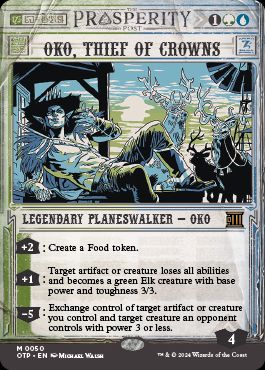 THE
PROSPERITY
POST
1
OKO, THIEF OF CROWNS
LEGENDARY PLANESWALKER – OKO
+2 : Create a Food token.
+1 : Target artifact or creature loses all abilities
and becomes a green Elk creature with base
power and toughness 3/3.
-5 : Exchange control of target artifact or creature
you control and target creature an opponent
controls with power 3 or less.
4
M 0050
OTP • EN MICHAEL WALSH
™ & © 2024 Wizards of the Coast